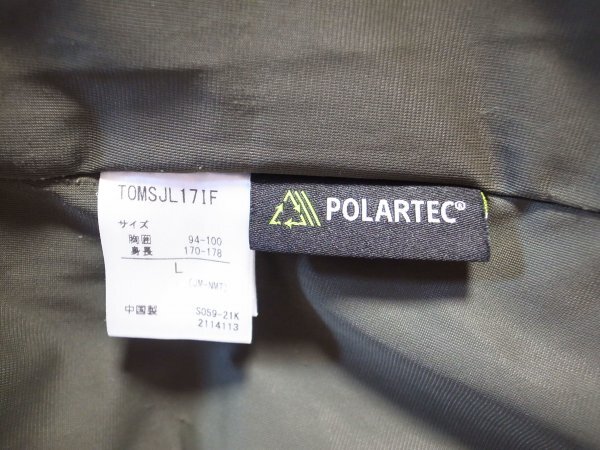 TOMSJL17IF
サイズ
胸囲 94-100
身長 170-178
L
中国製 S059-21K
2114113
POLARTEC®